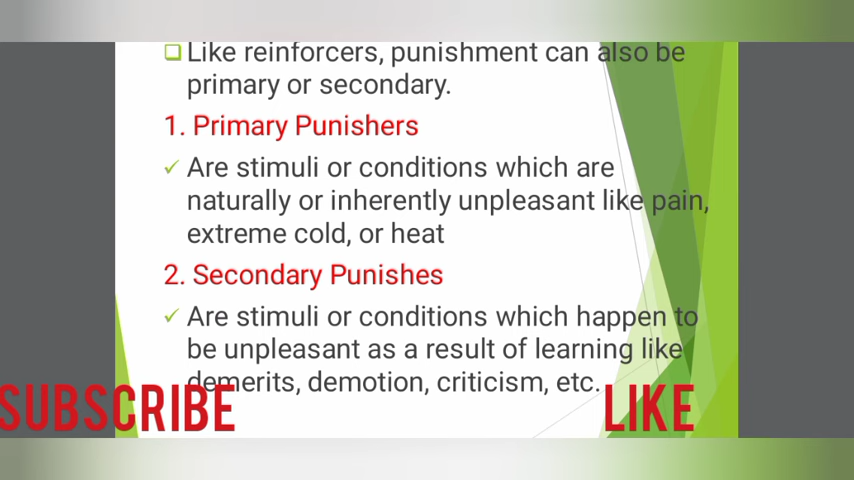 Like reinforcers, punishment can also be
primary or secondary.
1. Primary Punishers
Are stimuli or conditions which are
naturally or inherently unpleasant like pain,
extreme cold, or heat
2. Secondary Punishes
Are stimuli or conditions which happen to
be unpleasant as a result of learning like
demerits, demotion, criticism, etc.
SUBSCRIBE LIKE